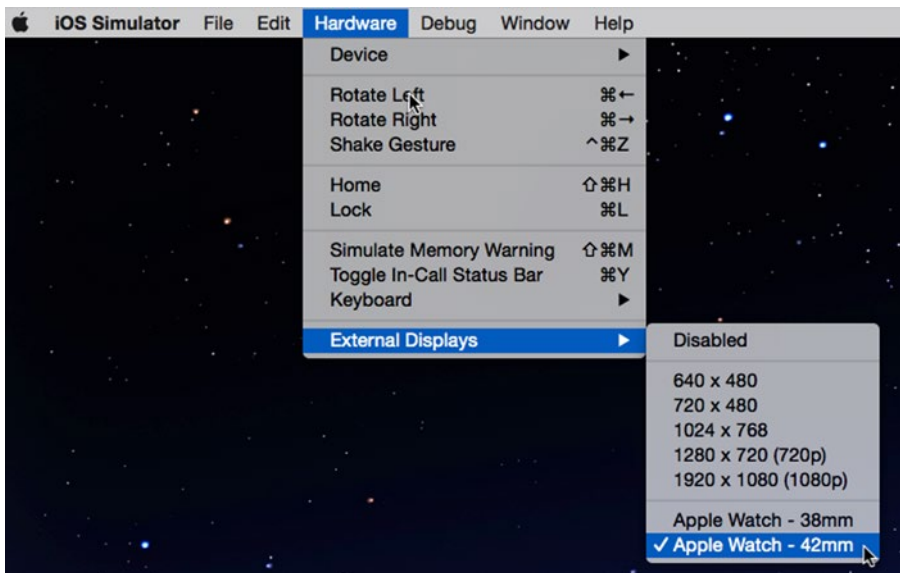 iOS Simulator File Edit Hardware Debug Window Help
Device ▶
Rotate Left ⌘←
Rotate Right ⌘→
Shake Gesture ^⌘Z
Home ⇧⌘H
Lock ⌘L
Simulate Memory Warning ⇧⌘M
Toggle In-Call Status Bar ⌘Y
Keyboard ▶
External Displays ▶
Disabled
640 x 480
720 x 480
1024 x 768
1280 x 720 (720p)
1920 x 1080 (1080p)
Apple Watch - 38mm
✓ Apple Watch - 42mm